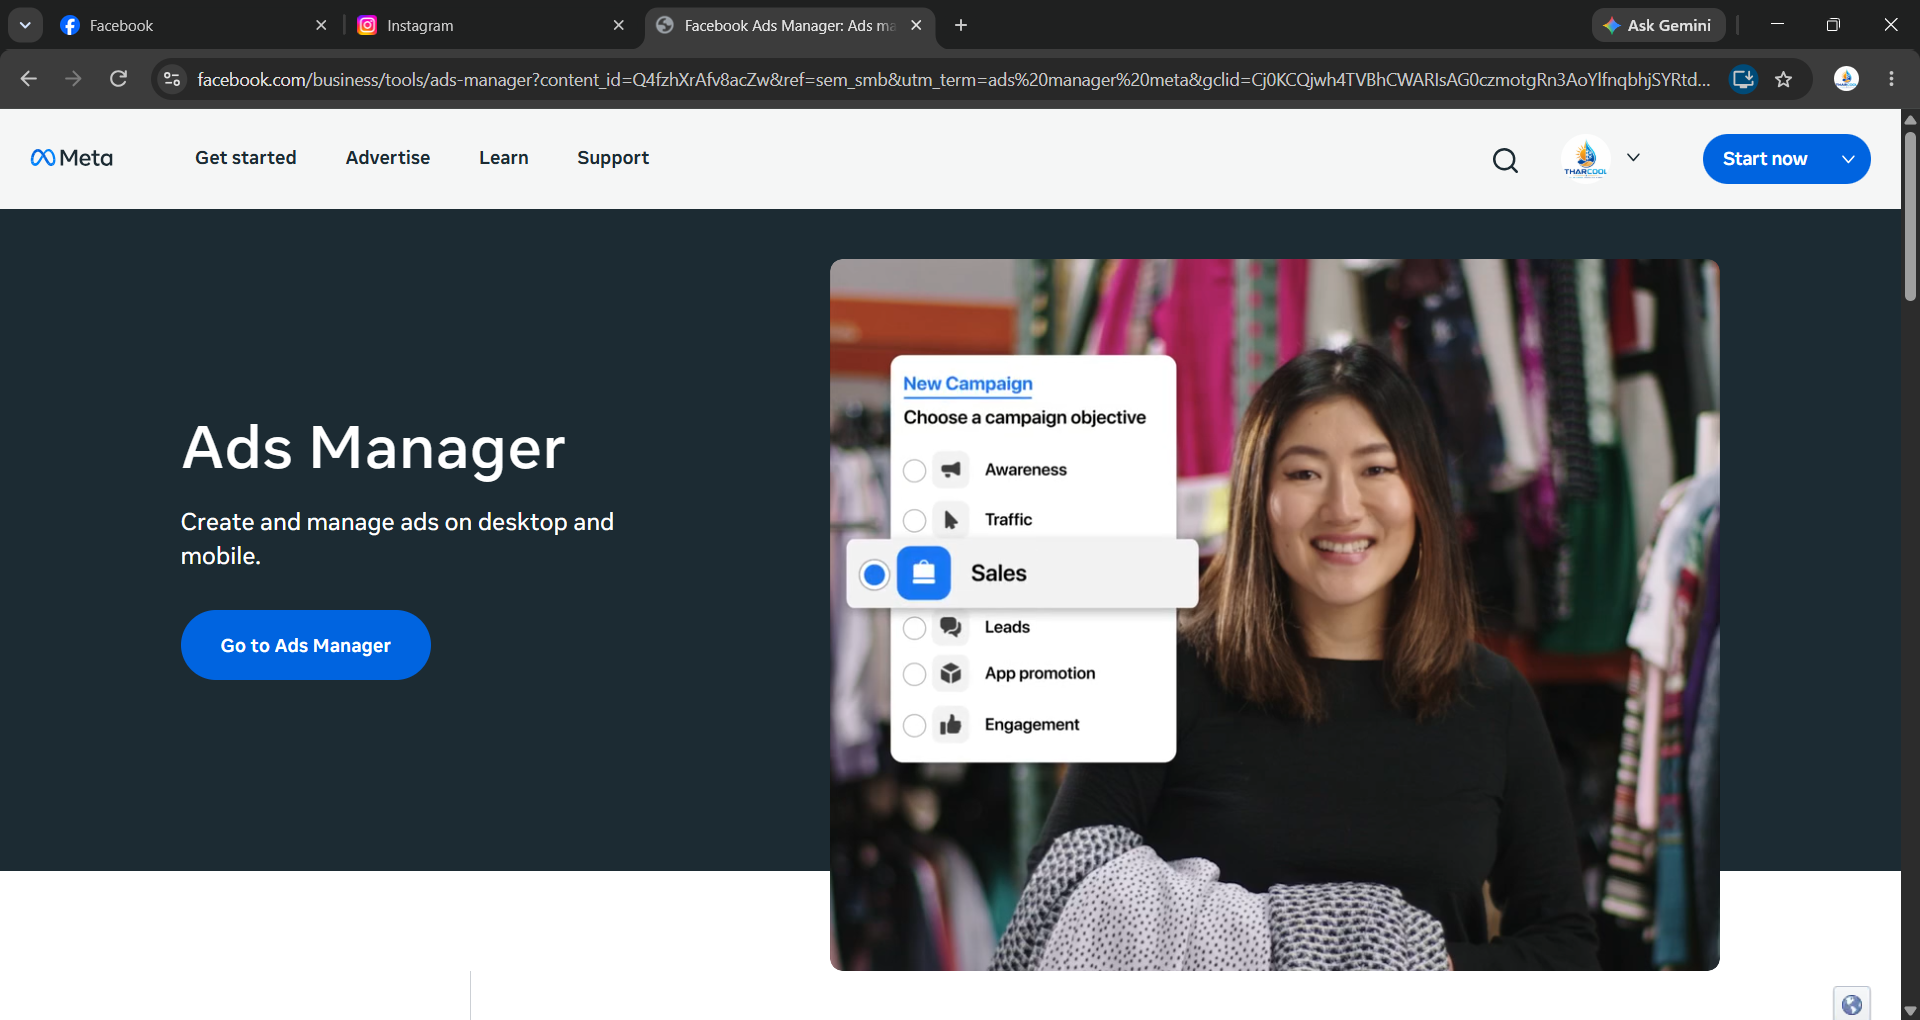 Facebook
Instagram
Facebook Ads Manager: Ads ma
Ask Gemini
facebook.com/business/tools/ads-manager?content_id=Q4fzhXrAfv8acZw&ref=sem_smb&utm_term=ads%20manager%20meta&gclid=Cj0KCQjwh4TVBhCWARIsAG0czmotgRn3AoYlfnqbhjSYRtd...
Meta
Get started
Advertise
Learn
Support
THARCOOL
Start now
Ads Manager
Create and manage ads on desktop and
mobile.
Go to Ads Manager
New Campaign
Choose a campaign objective
Awareness
Traffic
Sales
Leads
App promotion
Engagement